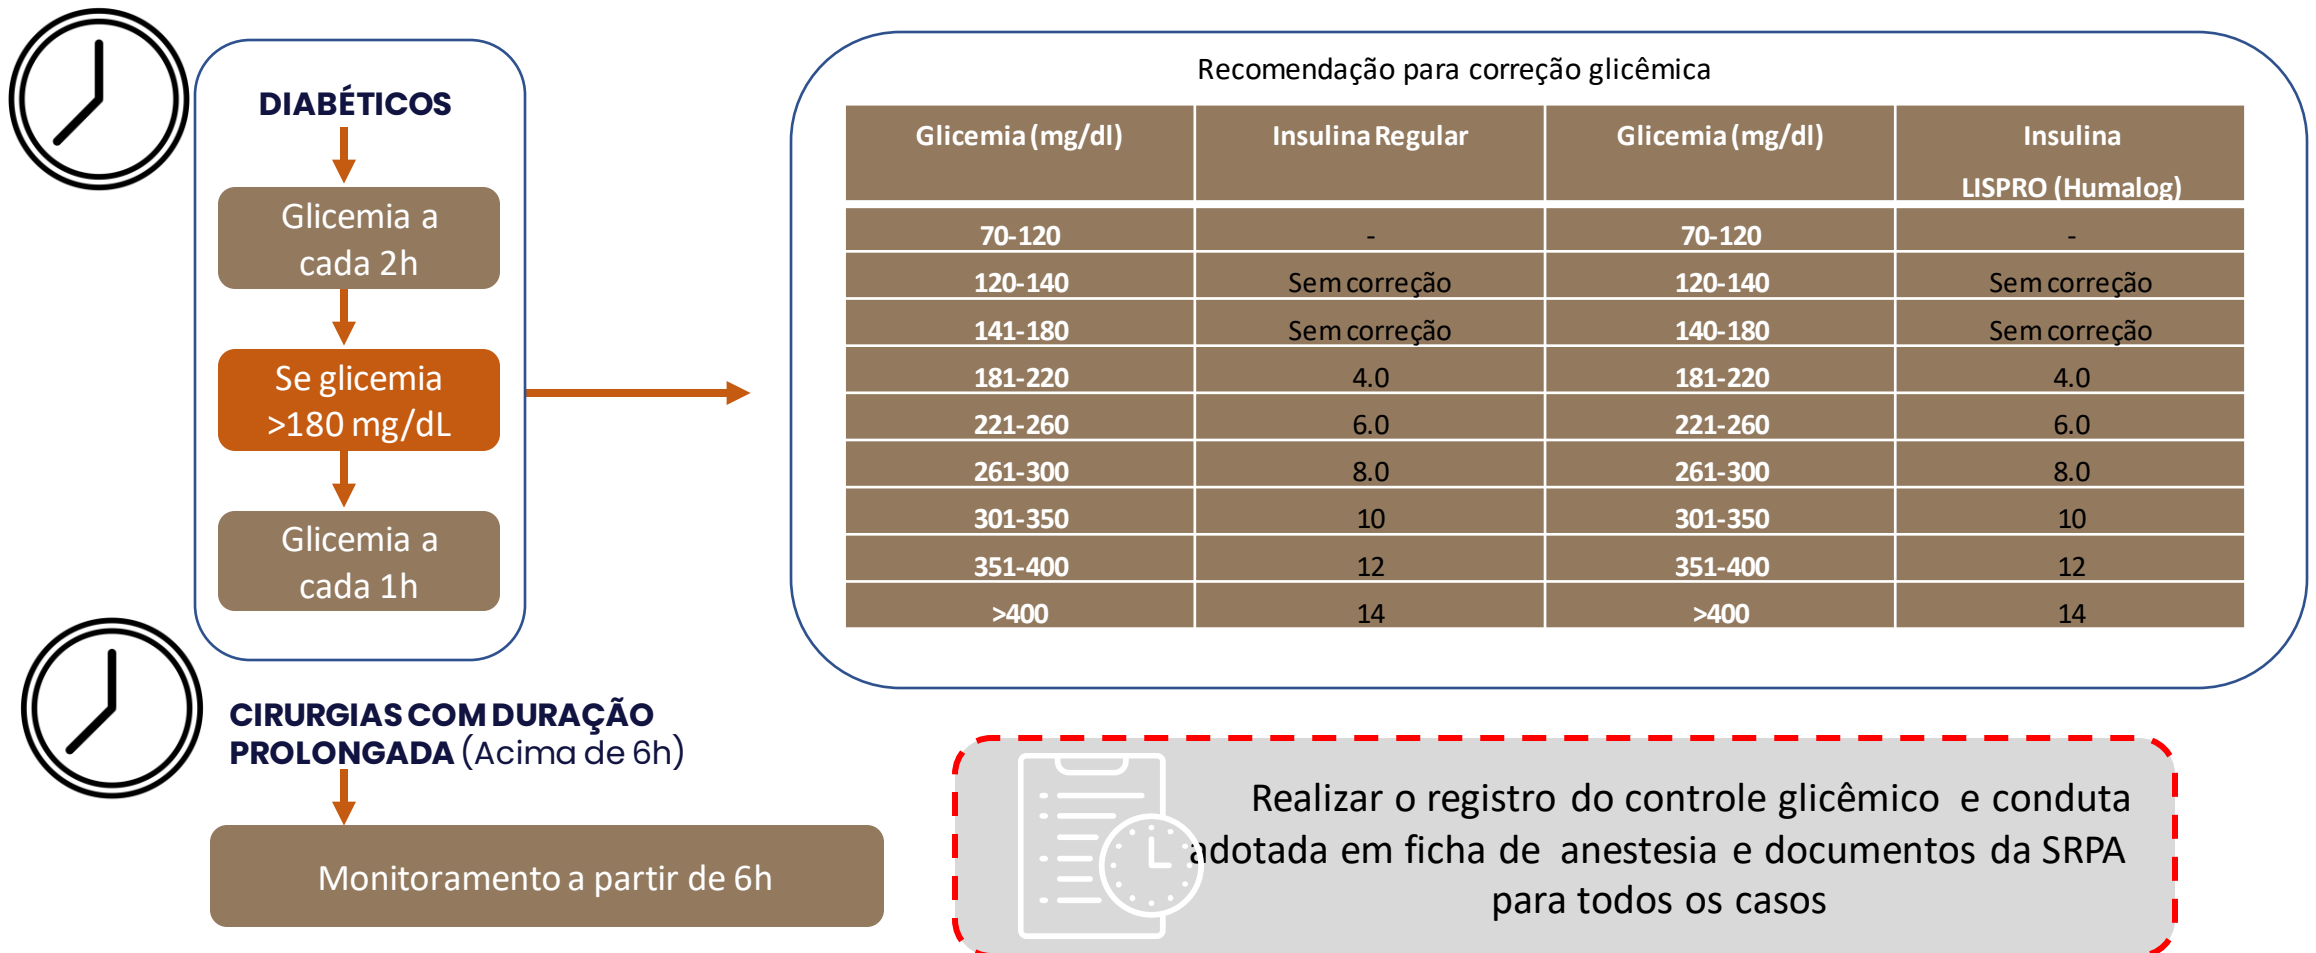 DIABÉTICOS
Glicemia a
cada 2h
Se glicemia
>180 mg/dL
Glicemia a
cada 1h
CIRURGIAS COM DURAÇÃO
PROLONGADA (Acima de 6h)
Monitoramento a partir de 6h
Recomendação para correção glicêmica
Glicemia (mg/dl) Insulina Regular Glicemia (mg/dl) Insulina
LISPRO (Humalog)
70-120 - 70-120 -
120-140 Sem correção 120-140 Sem correção
141-180 Sem correção 140-180 Sem correção
181-220 4.0 181-220 4.0
221-260 6.0 221-260 6.0
261-300 8.0 261-300 8.0
301-350 10 301-350 10
351-400 12 351-400 12
>400 14 >400 14
Realizar o registro do controle glicêmico e conduta
adotada em ficha de anestesia e documentos da SRPA
para todos os casos